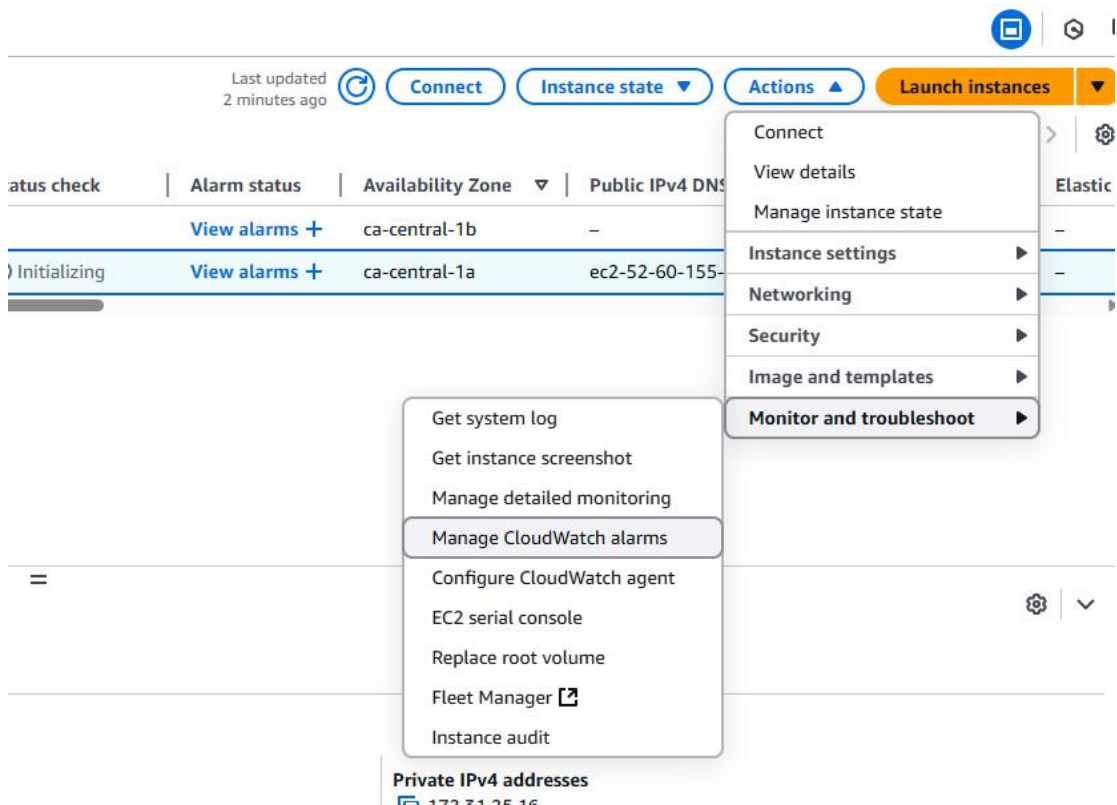 Last updated
2 minutes ago
Connect
Instance state
Actions
Launch instances
Alarm status
Availability Zone
Public IPv4
Elastic
View alarms +
ca-central-1b
–
–
Initializing
View alarms +
ca-central-1a
ec2-52-60-155-
–
Connect
View details
Manage instance state
Instance settings
Networking
Security
Image and templates
Monitor and troubleshoot
Get system log
Get instance screenshot
Manage detailed monitoring
Manage CloudWatch alarms
Configure CloudWatch agent
EC2 serial console
Replace root volume
Fleet Manager
Instance audit
Private IPv4 addresses